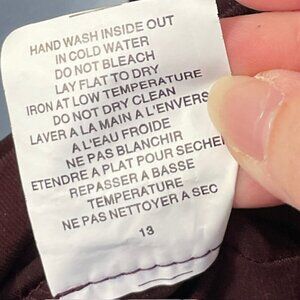 HAND WASH INSIDE OUT
IN COLD WATER
DO NOT BLEACH
LAY FLAT TO DRY
IRON AT LOW TEMPERATURE
DO NOT DRY CLEAN
LAVER A LA MAIN A L'ENVERS
A L'EAU FROIDE
NE PAS BLANCHIR
ETENDRE A PLAT POUR SECHE
REPASSER A BASSE
TEMPERATURE
NE PAS NETTOYER A SEC
13